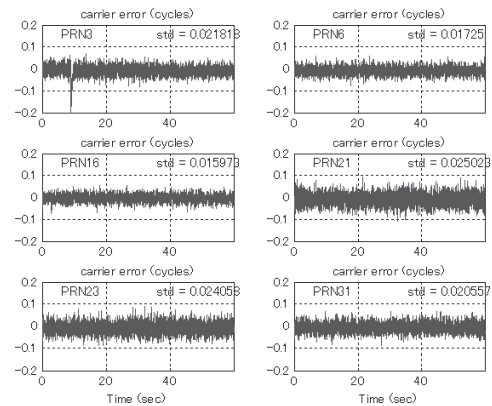 carrier error (cycles)
PRN3 std = 0.021818
0.2
0.1
0
−0.1
−0.2
0 20 40
carrier error (cycles)
PRN6 std = 0.01725
0.2
0.1
0
−0.1
−0.2
0 20 40
carrier error (cycles)
PRN16 std = 0.015973
0.2
0.1
0
−0.1
−0.2
0 20 40
carrier error (cycles)
PRN21 std = 0.025023
0.2
0.1
0
−0.1
−0.2
0 20 40
carrier error (cycles)
PRN23 std = 0.024058
0.2
0.1
0
−0.1
−0.2
0 20 40
Time (sec)
carrier error (cycles)
PRN31 std = 0.020557
0.2
0.1
0
−0.1
−0.2
0 20 40
Time (sec)